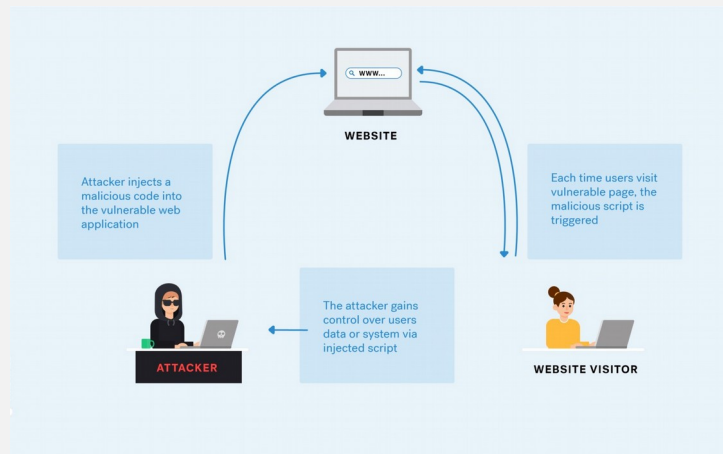 WWW...
WEBSITE
Attacker injects a
malicious code into
the vulnerable web
application
Each time users visit
vulnerable page, the
malicious script is
triggered
The attacker gains
control over users
data or system via
injected script
ATTACKER
WEBSITE VISITOR